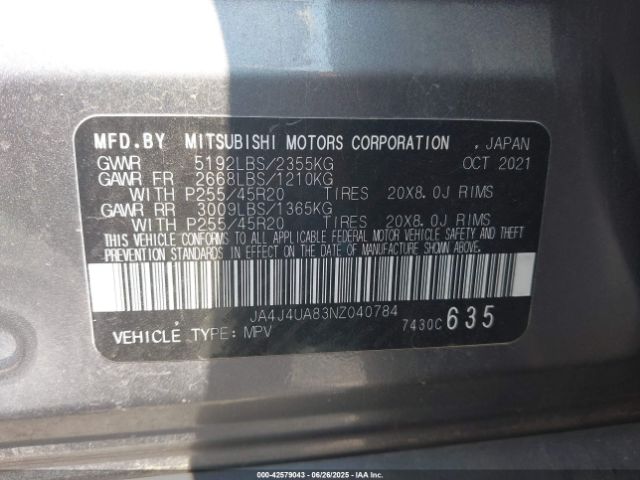 MFD.BY MITSUBISHI MOTORS CORPORATION .JAPAN
GWR 5192LBS/2355KG OCT 2021
GAWR FR 2668LBS/1210KG
WITH P255/45R20 TIRES 20X8.0J RIMS
GAWR RR 3009LBS/1365KG
WITH P255/45R20 TIRES 20X8.0J RIMS
THIS VEHICLE CONFORMS TO ALL APPLICABLE FEDERAL MOTOR VEHICLE SAFETY AND THEFT
PREVENTION STANDARDS IN EFFECT ON THE DATE OF MANUFACTURE SHOWN ABOVE.
JA4J4UA83NZ040784
VEHICLE TYPE: MPV 7430C 635
000-42579043 - 06/26/2025 - IAAI.COM